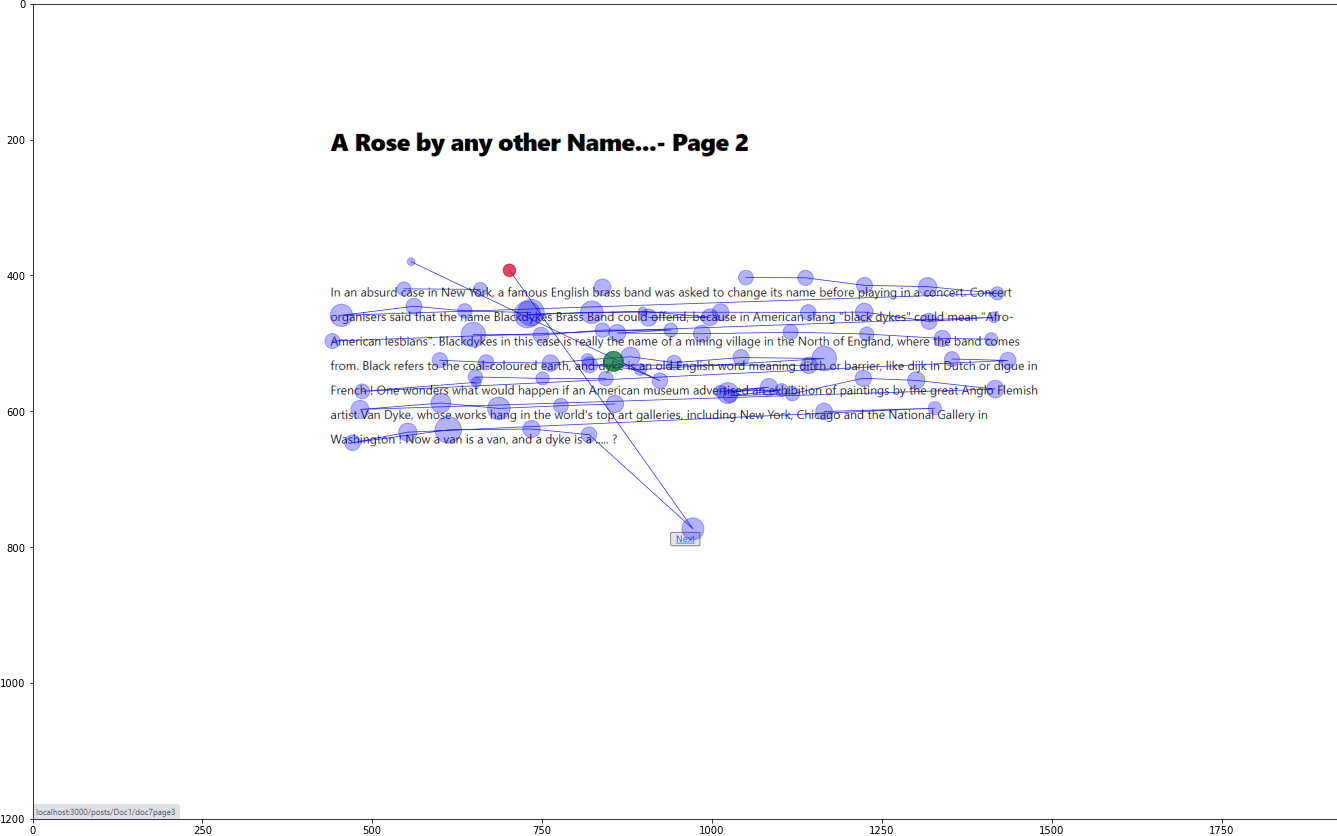 A Rose by any other Name...- Page 2
In an absurd case in New York, a famous English brass band was asked to change its name before playing in a concert. Concert
organisers said that the name Blackdykes Brass Band could offend, because in American slang "black dykes" could mean "Afro-
American lesbians". Blackdykes in this case is really the name of a mining village in the North of England, where the band comes
from. Black refers to the coal-coloured earth, and dyke is an old English word meaning ditch or barrier, like dijk in Dutch or digue in
French ! One wonders what would happen if an American museum advertised an exhibition of paintings by the great Anglo Flemish
artist Van Dyke, whose works hang in the world's top art galleries, including New York, Chicago and the National Gallery in
Washington ! Now a van is a van, and a dyke is a ..... ?
Next
localhost:3000/posts/Doc1/doc7page3
0
200
400
600
800
1000
1200
0 250 500 750 1000 1250 1500 1750